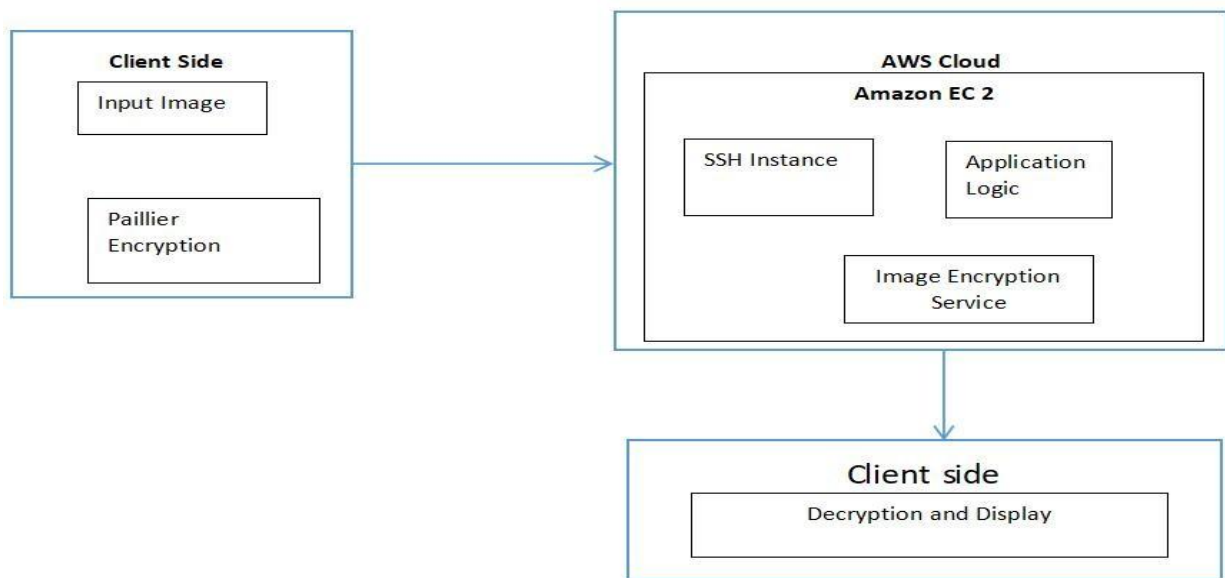 Client Side
Input Image
Paillier
Encryption
AWS Cloud
Amazon EC 2
SSH Instance
Application
Logic
Image Encryption
Service
Client side
Decryption and Display